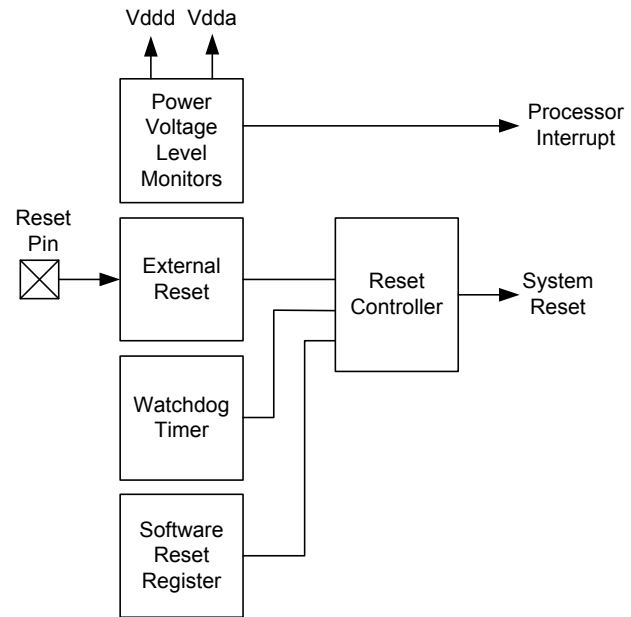 Vddd Vdda
Power
Voltage
Level
Monitors
Processor
Interrupt
Reset
Pin
External
Reset
Reset
Controller
System
Reset
Watchdog
Timer
Software
Reset
Register